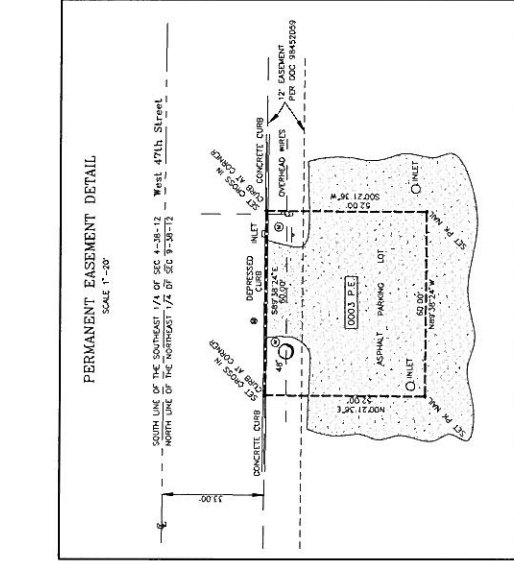 PERMANENT EASEMENT DETAIL
SCALE 1"-20'
SOUTH LINE OF THE SOUTHEAST 1/4 OF SEC 4-38-12
NORTH LINE OF THE NORTHEAST 1/4 OF SEC 9-38-12
West 47th Street
33.00'
CONCRETE CURB
SET CROSS IN
CURB AT CORNER
DEPRESSED
CURB
INLET
SET CROSS IN
CURB AT CORNER
CONCRETE CURB
12' EASEMENT
PER DOC 98452059
S89°38'24"E
60.00'
OVERHEAD WIRES
48"
N00°21'36"E
52.00'
0003 P.E.
S00°21'36"W
52.00'
ASPHALT PARKING LOT
INLET
INLET
60.00'
N89°38'24"W
SET PK NAIL
SET PK NAIL